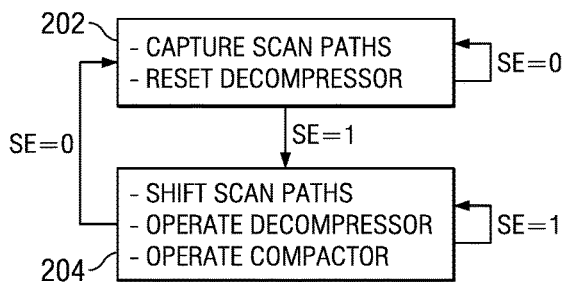 202
- CAPTURE SCAN PATHS
- RESET DECOMPRESSOR
SE=0
SE=0
SE=1
- SHIFT SCAN PATHS
- OPERATE DECOMPRESSOR
- OPERATE COMPACTOR
SE=1
204